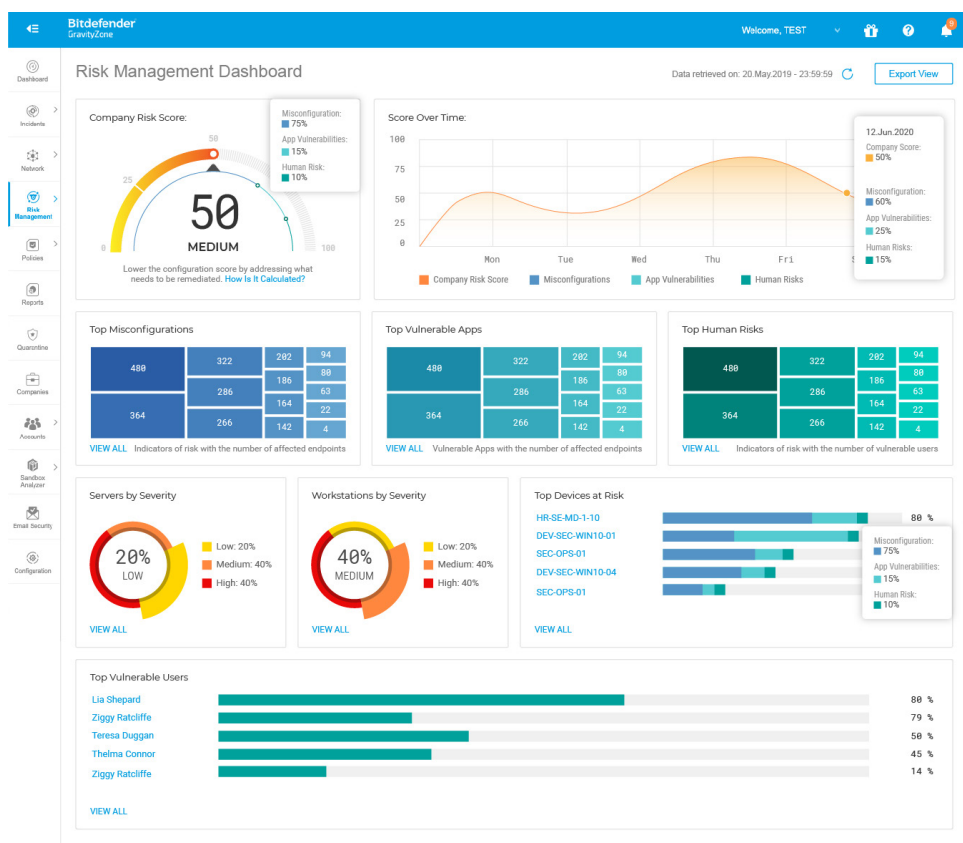 Bitdefender
GravityZone
Welcome, TEST
9
Dashboard
Incidents
Network
Risk
Management
Policies
Reports
Quarantine
Companies
Accounts
Sandbox
Analyzer
Email Security
Configuration
Risk Management Dashboard
Data retrieved on: 20.May.2019 - 23:59:59
Export View
Company Risk Score:
Misconfiguration:
75%
App Vulnerabilities:
15%
Human Risk:
10%
0
25
50
100
50
MEDIUM
Lower the configuration score by addressing what
needs to be remediated. How Is It Calculated?
Score Over Time:
100
75
50
25
0
Mon Tue Wed Thu Fri S
Company Risk Score Misconfigurations App Vulnerabilities Human Risks
12.Jun.2020
Company Score:
50%
Misconfiguration:
60%
App Vulnerabilities:
25%
Human Risks:
15%
Top Misconfigurations
480
364
322
286
266
202
186
164
142
94
80
63
22
4
VIEW ALL Indicators of risk with the number of affected endpoints
Top Vulnerable Apps
480
364
322
286
266
202
186
164
142
94
80
63
22
4
VIEW ALL Vulnerable Apps with the number of affected endpoints
Top Human Risks
480
364
322
286
266
202
186
164
142
94
80
63
22
4
VIEW ALL Indicators of risk with the number of vulnerable users
Servers by Severity
20%
LOW
Low: 20%
Medium: 40%
High: 40%
VIEW ALL
Workstations by Severity
40%
MEDIUM
Low: 20%
Medium: 40%
High: 40%
VIEW ALL
Top Devices at Risk
HR-SE-MD-1-10 80 %
DEV-SEC-WIN10-01
SEC-OPS-01
DEV-SEC-WIN10-04
SEC-OPS-01
Misconfiguration:
75%
App Vulnerabilities:
15%
Human Risk:
10%
VIEW ALL
Top Vulnerable Users
Lia Shepard 80 %
Ziggy Ratcliffe 79 %
Teresa Duggan 50 %
Thelma Connor 45 %
Ziggy Ratcliffe 14 %
VIEW ALL